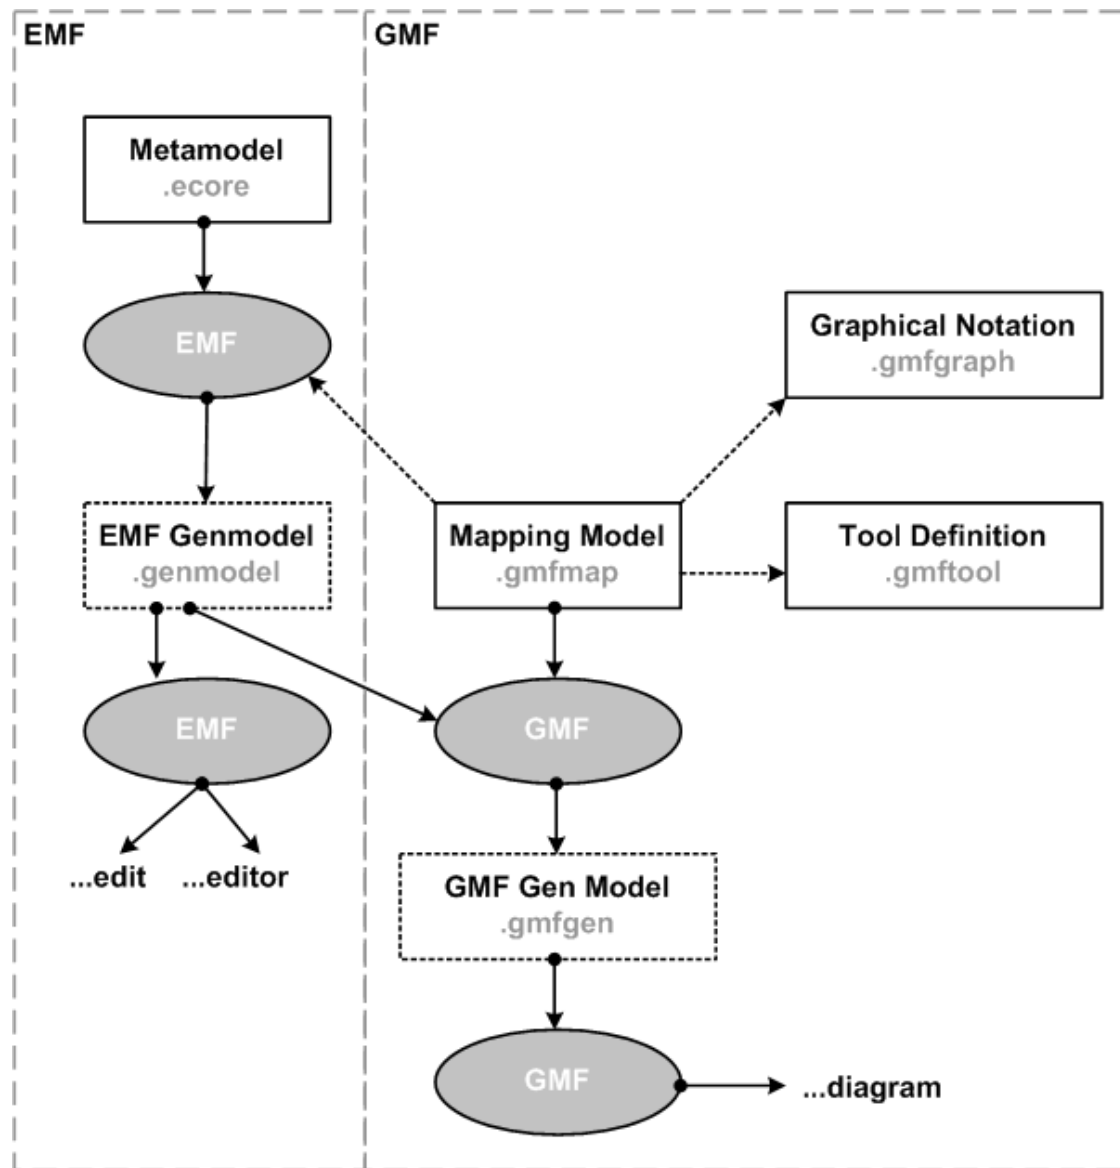 EMF
GMF
Metamodel
.ecore
EMF
Graphical Notation
.gmfgraph
EMF Genmodel
.genmodel
Mapping Model
.gmfmap
Tool Definition
.gmftool
EMF
GMF
...edit
...editor
GMF Gen Model
.gmfgen
GMF
...diagram